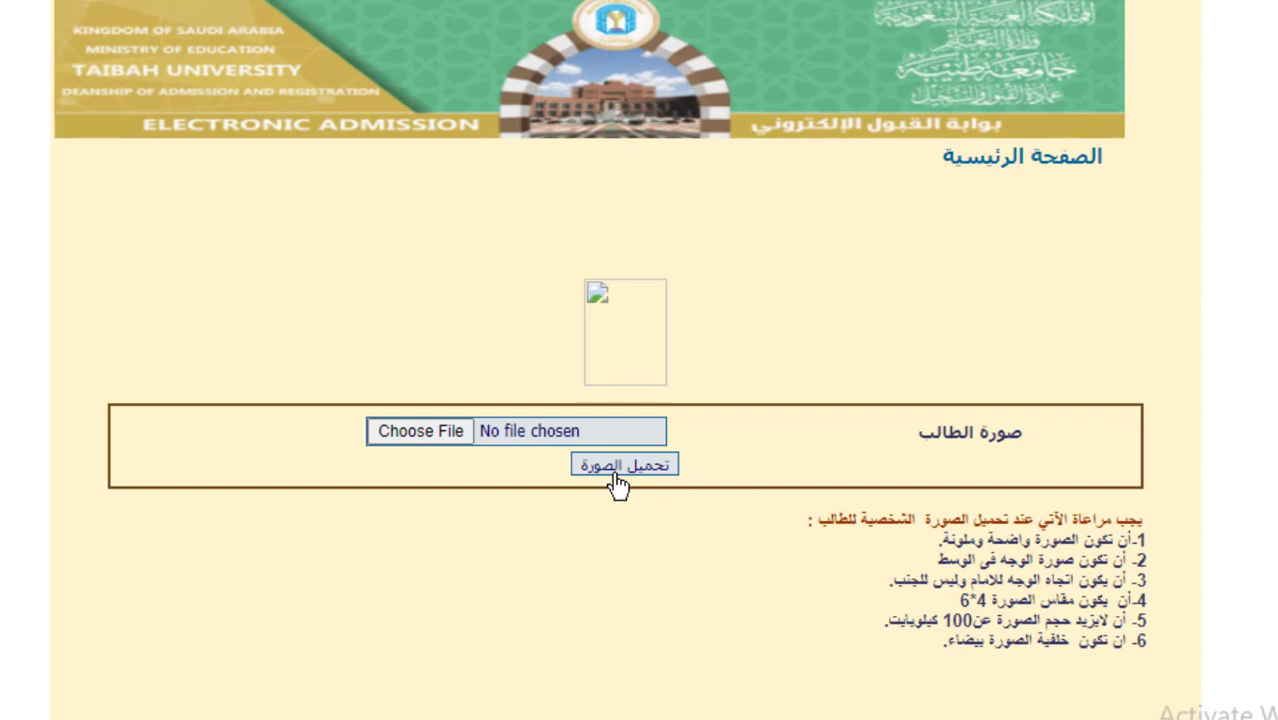 KINGDOM OF SAUDI ARABIA
MINISTRY OF EDUCATION
TAIBAH UNIVERSITY
DEANSHIP OF ADMISSION AND REGISTRATION
ELECTRONIC ADMISSION
المملكة العربية السعودية
وزارة التعليم
جامعة طيبة
عمادة القبول والتسجيل
بوابة القبول الإلكتروني
الصفحة الرئيسية
صورة الطالب
Choose File No file chosen
تحميل الصورة
يجب مراعاة الآتي عند تحميل الصورة الشخصية للطالب :
1-أن تكون الصورة واضحة وملونة.
2- أن تكون صورة الوجه فى الوسط
3- أن يكون اتجاه الوجه للامام وليس للجنب.
4-أن يكون مقاس الصورة 4*6
5- أن لايزيد حجم الصورة عن100 كيلوبايت.
6- ان تكون خلفية الصورة بيضاء.
Activate W